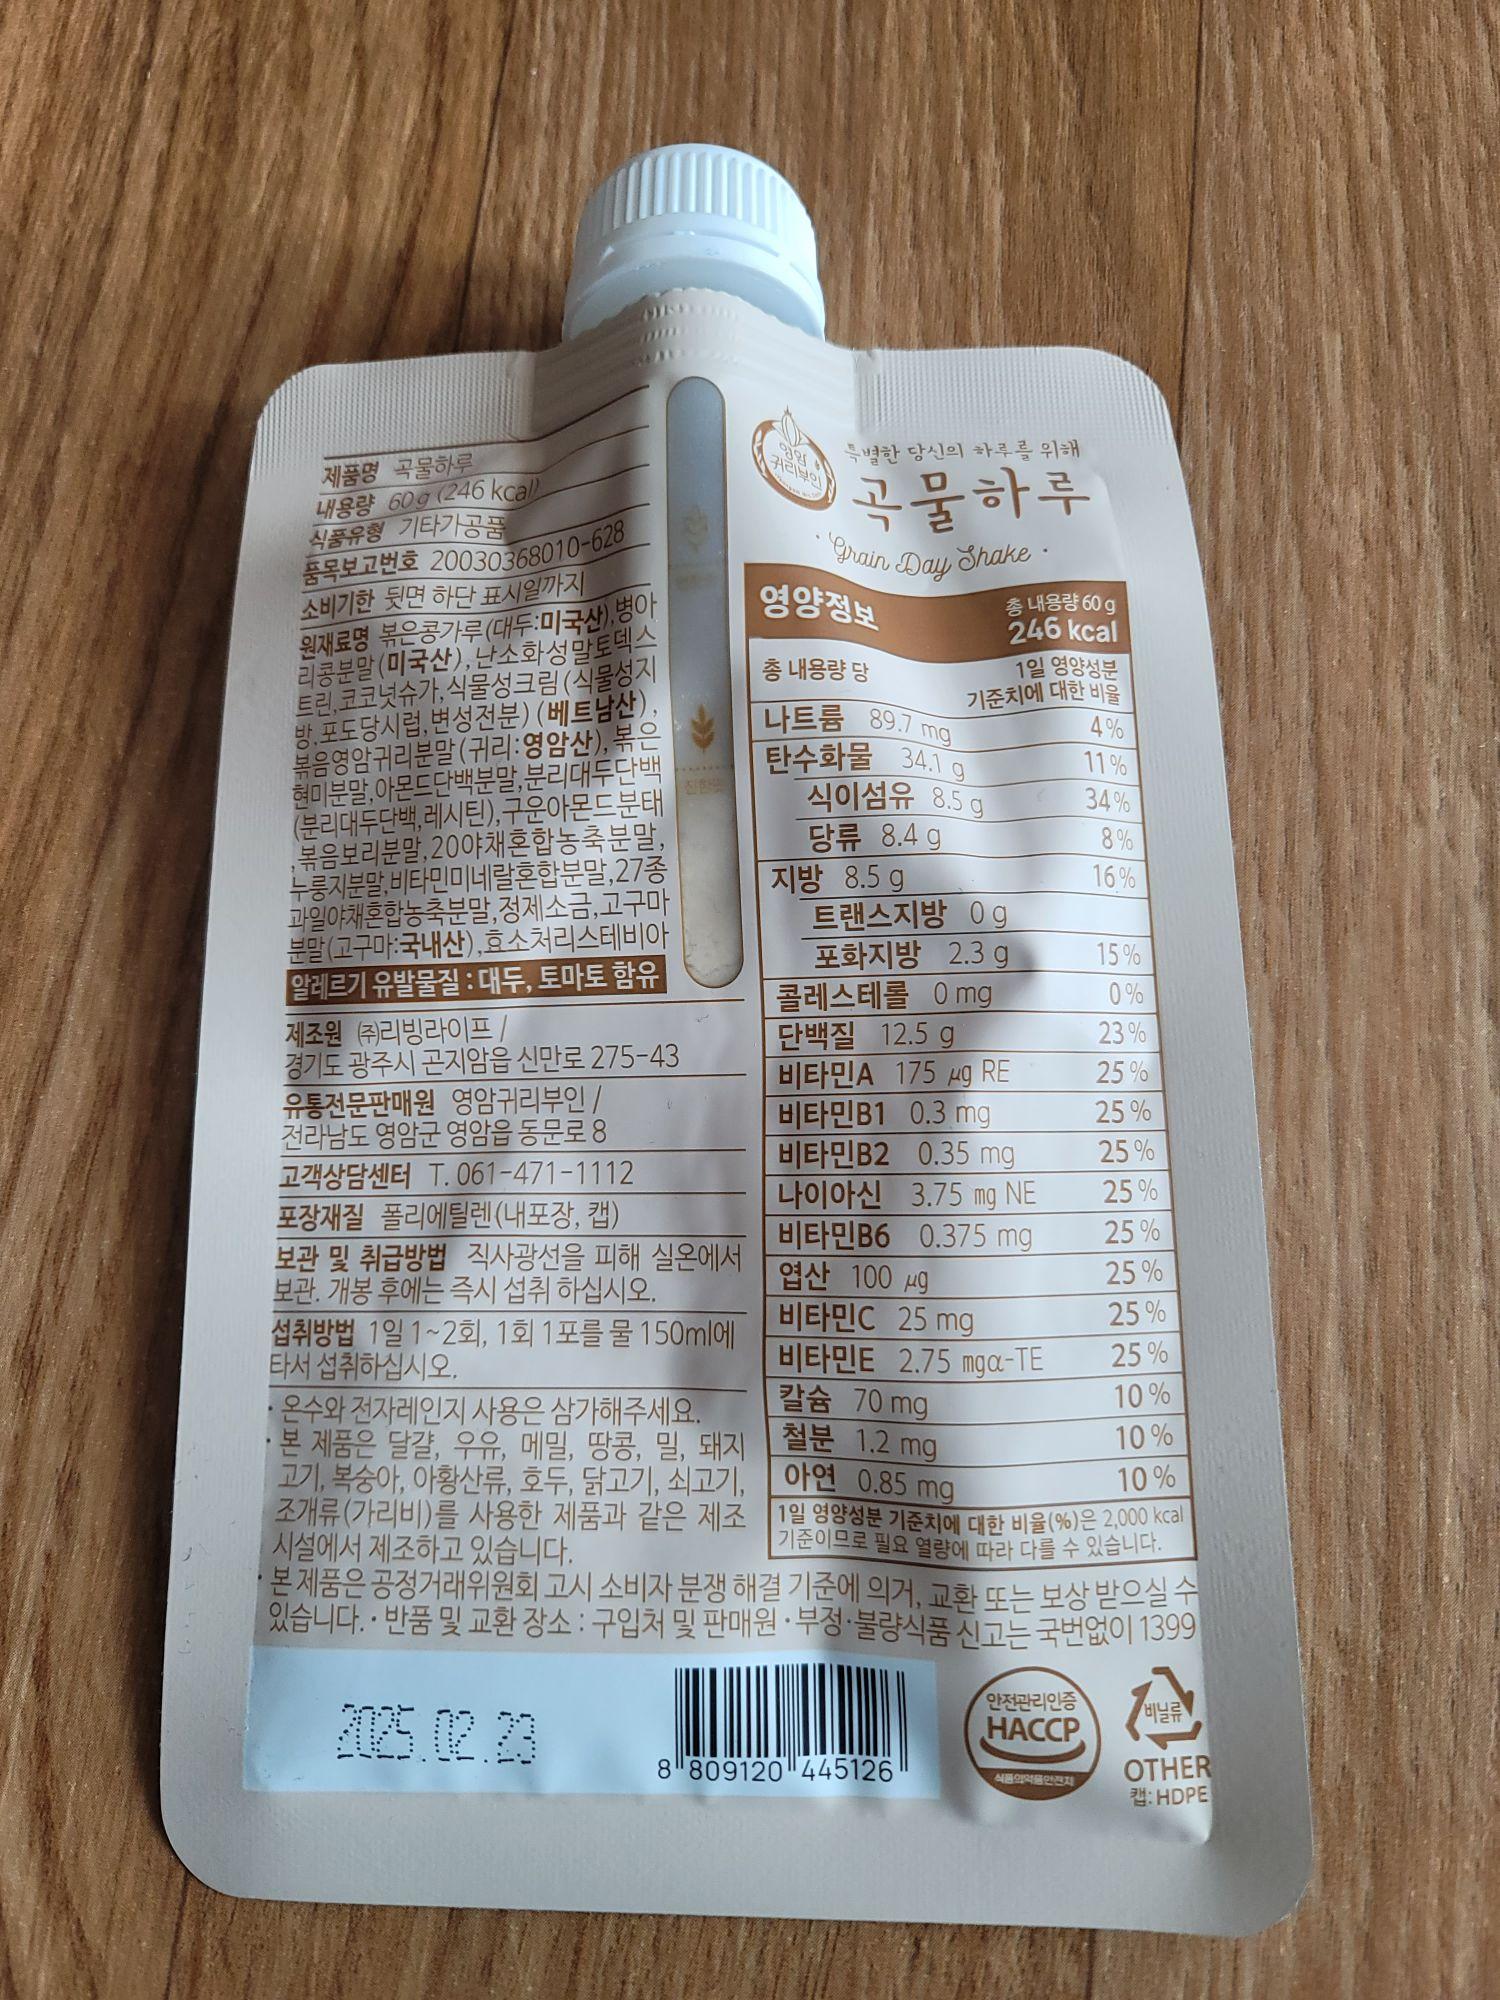 제품명 곡물하루
내용량 60g (246 kcal)
식품유형 기타가공품
품목보고번호 20030368010-628
소비기한 뒷면 하단 표시일까지
원재료명 볶은콩가루(대두:미국산),병아
리콩분말(미국산),난소화성말토덱스
트린,코코넛슈가,식물성크림(식물성지
방,포도당시럽,변성전분)(베트남산),
볶음영암귀리분말(귀리:영암산),볶은
현미분말,아몬드단백분말,분리대두단백
(분리대두단백,레시틴),구운아몬드분태
,볶음보리분말,20야채혼합농축분말,
누룽지분말,비타민미네랄혼합분말,27종
과일야채혼합농축분말,정제소금,고구마
분말(고구마:국내산),효소처리스테비아
알레르기 유발물질 : 대두, 토마토 함유
제조원 ㈜리빙라이프 /
경기도 광주시 곤지암읍 신만로 275-43
유통전문판매원 영암귀리부인 /
전라남도 영암군 영암읍 동문로 8
고객상담센터 T. 061-471-1112
포장재질 폴리에틸렌(내포장, 캡)
보관 및 취급방법 직사광선을 피해 실온에서
보관. 개봉 후에는 즉시 섭취 하십시오.
섭취방법 1일 1~2회, 1회 1포를 물 150ml에
타서 섭취하십시오.
· 온수와 전자레인지 사용은 삼가해주세요.
· 본 제품은 달걀, 우유, 메밀, 땅콩, 밀, 돼지
고기, 복숭아, 아황산류, 호두, 닭고기, 쇠고기,
조개류(가리비)를 사용한 제품과 같은 제조
시설에서 제조하고 있습니다.
· 본 제품은 공정거래위원회 고시 소비자 분쟁 해결 기준에 의거, 교환 또는 보상 받으실 수
있습니다. · 반품 및 교환 장소 : 구입처 및 판매원 · 부정·불량식품 신고는 국번없이 1399
영암
귀리부인
특별한 당신의 하루를 위해
곡물하루
· Grain Day Shake ·
영양정보 총 내용량 60 g
246 kcal
총 내용량 당 1일 영양성분
기준치에 대한 비율
나트륨 89.7 mg 4 %
탄수화물 34.1 g 11 %
식이섬유 8.5 g 34 %
당류 8.4 g 8 %
지방 8.5 g 16 %
트랜스지방 0 g
포화지방 2.3 g 15 %
콜레스테롤 0 mg 0 %
단백질 12.5 g 23 %
비타민A 175 μg RE 25 %
비타민B1 0.3 mg 25 %
비타민B2 0.35 mg 25 %
나이아신 3.75 mg NE 25 %
비타민B6 0.375 mg 25 %
엽산 100 μg 25 %
비타민C 25 mg 25 %
비타민E 2.75 mgα-TE 25 %
칼슘 70 mg 10 %
철분 1.2 mg 10 %
아연 0.85 mg 10 %
1일 영양성분 기준치에 대한 비율(%)은 2,000 kcal
기준이므로 필요 열량에 따라 다를 수 있습니다.
2025.02.23
8 809120 445126
안전관리인증
HACCP
식품의약품안전처
비닐류
OTHER
캡: HDPE